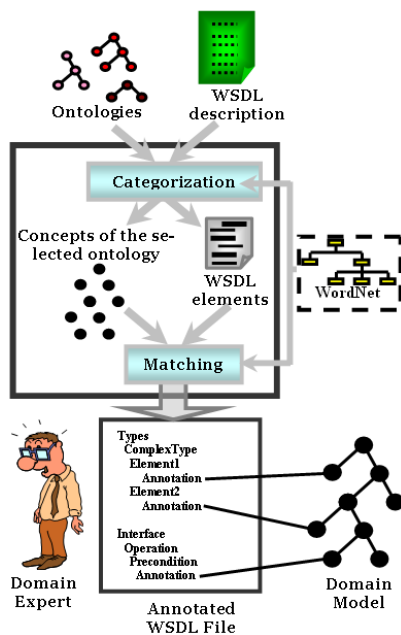 Ontologies
WSDL
description
Categorization
Concepts of the se-
lected ontology
WSDL
elements
WordNet
Matching
Types
ComplexType
Element1
Annotation
Element2
Annotation
Interface
Operation
Precondition
Annotation
Domain
Expert
Annotated
WSDL File
Domain
Model